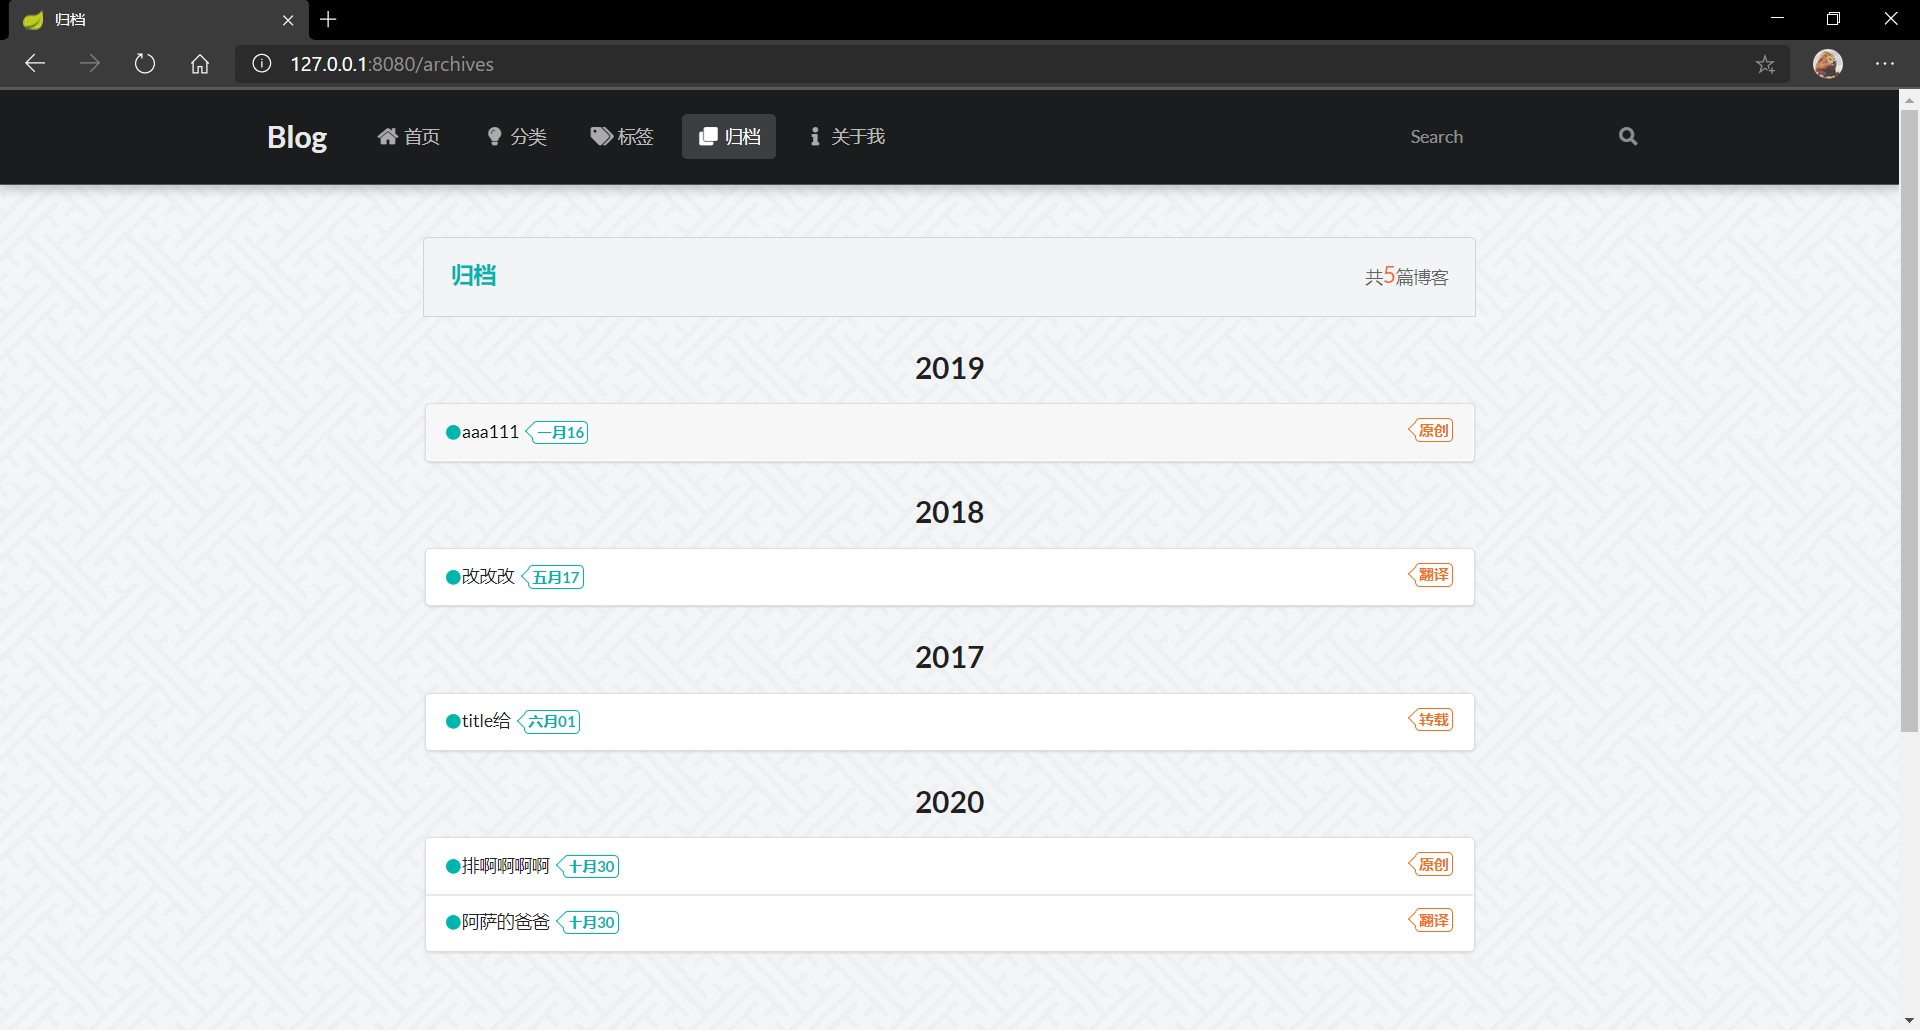 归档
127.0.0.1:8080/archives
Blog 首页 分类 标签 归档 关于我 Search
归档 共5篇博客
2019
aaa111 一月16 原创
2018
改改改 五月17 翻译
2017
title给 六月01 转载
2020
排啊啊啊啊 十月30 原创
阿萨的爸爸 十月30 翻译